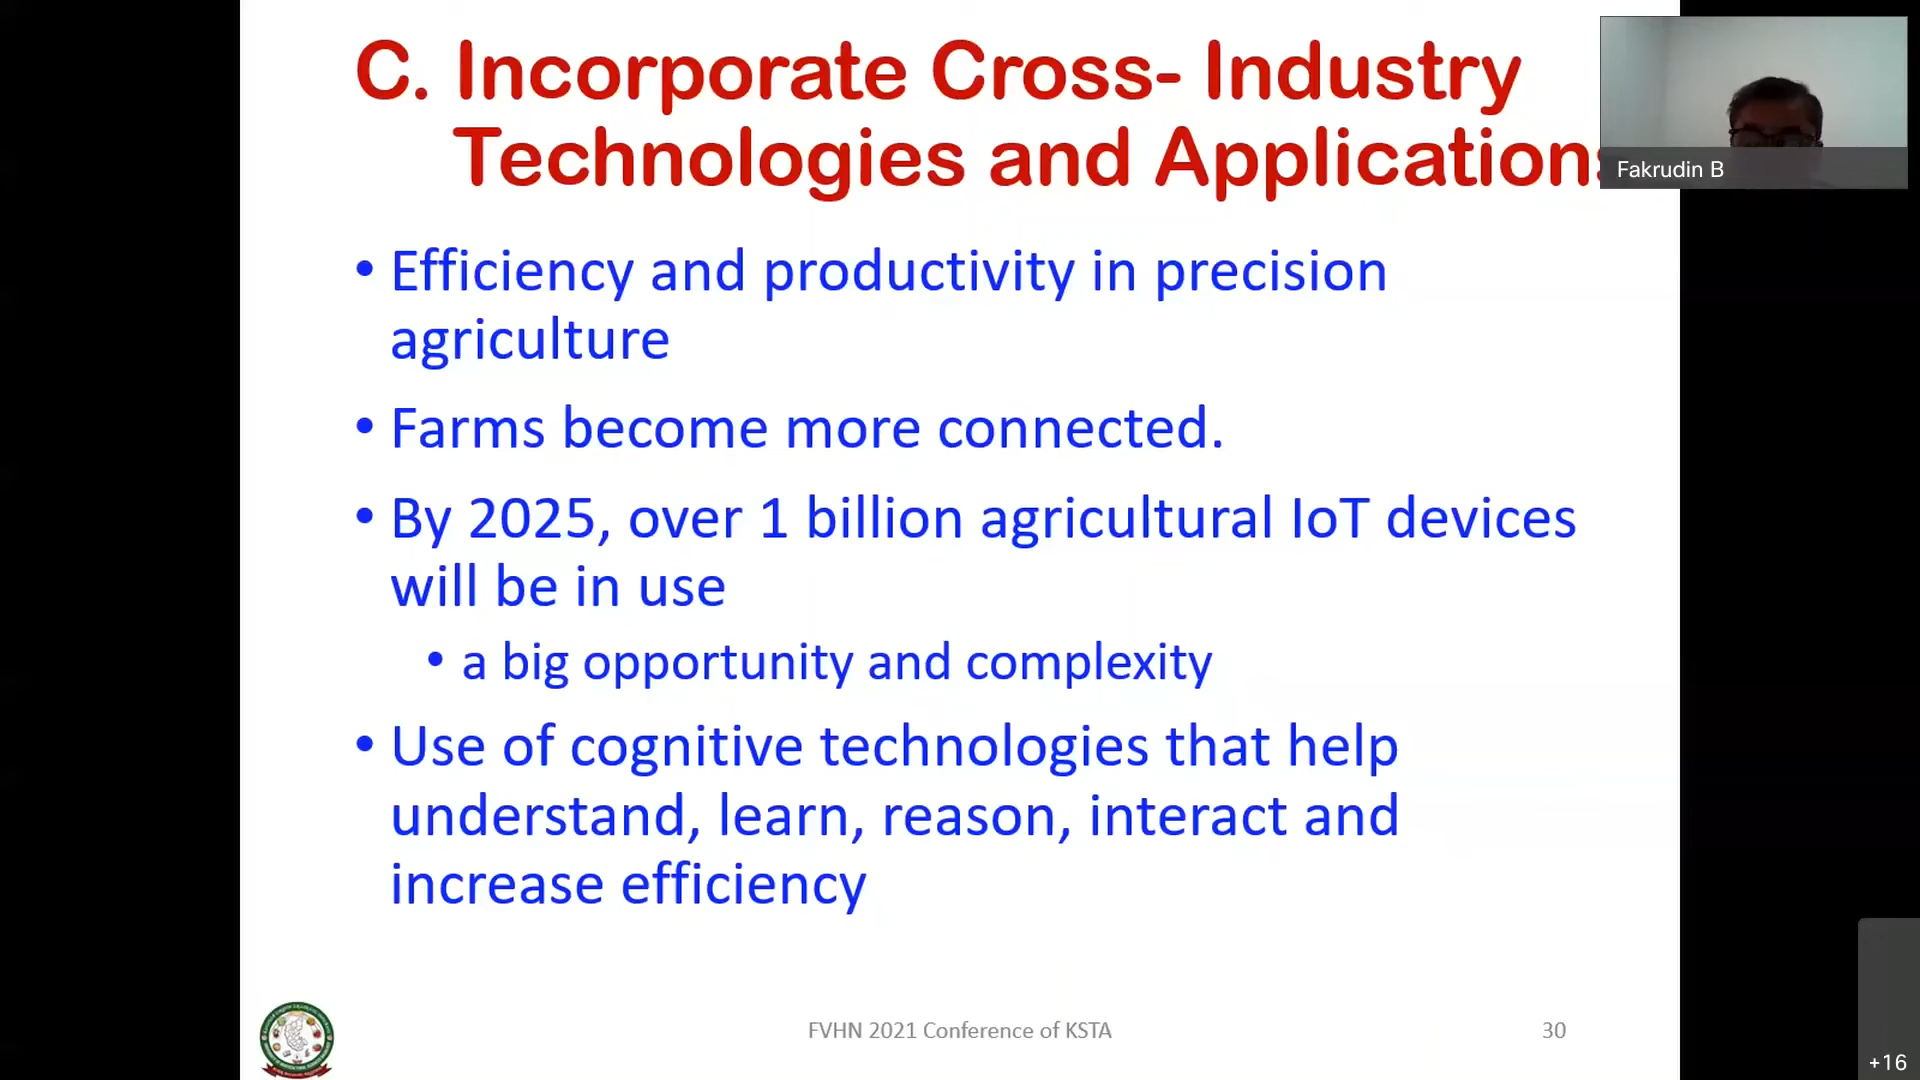 C. Incorporate Cross- Industry
Technologies and Applications
Fakrudin B
• Efficiency and productivity in precision
agriculture
• Farms become more connected.
• By 2025, over 1 billion agricultural IoT devices
will be in use
• a big opportunity and complexity
• Use of cognitive technologies that help
understand, learn, reason, interact and
increase efficiency
FVHN 2021 Conference of KSTA
30
+16